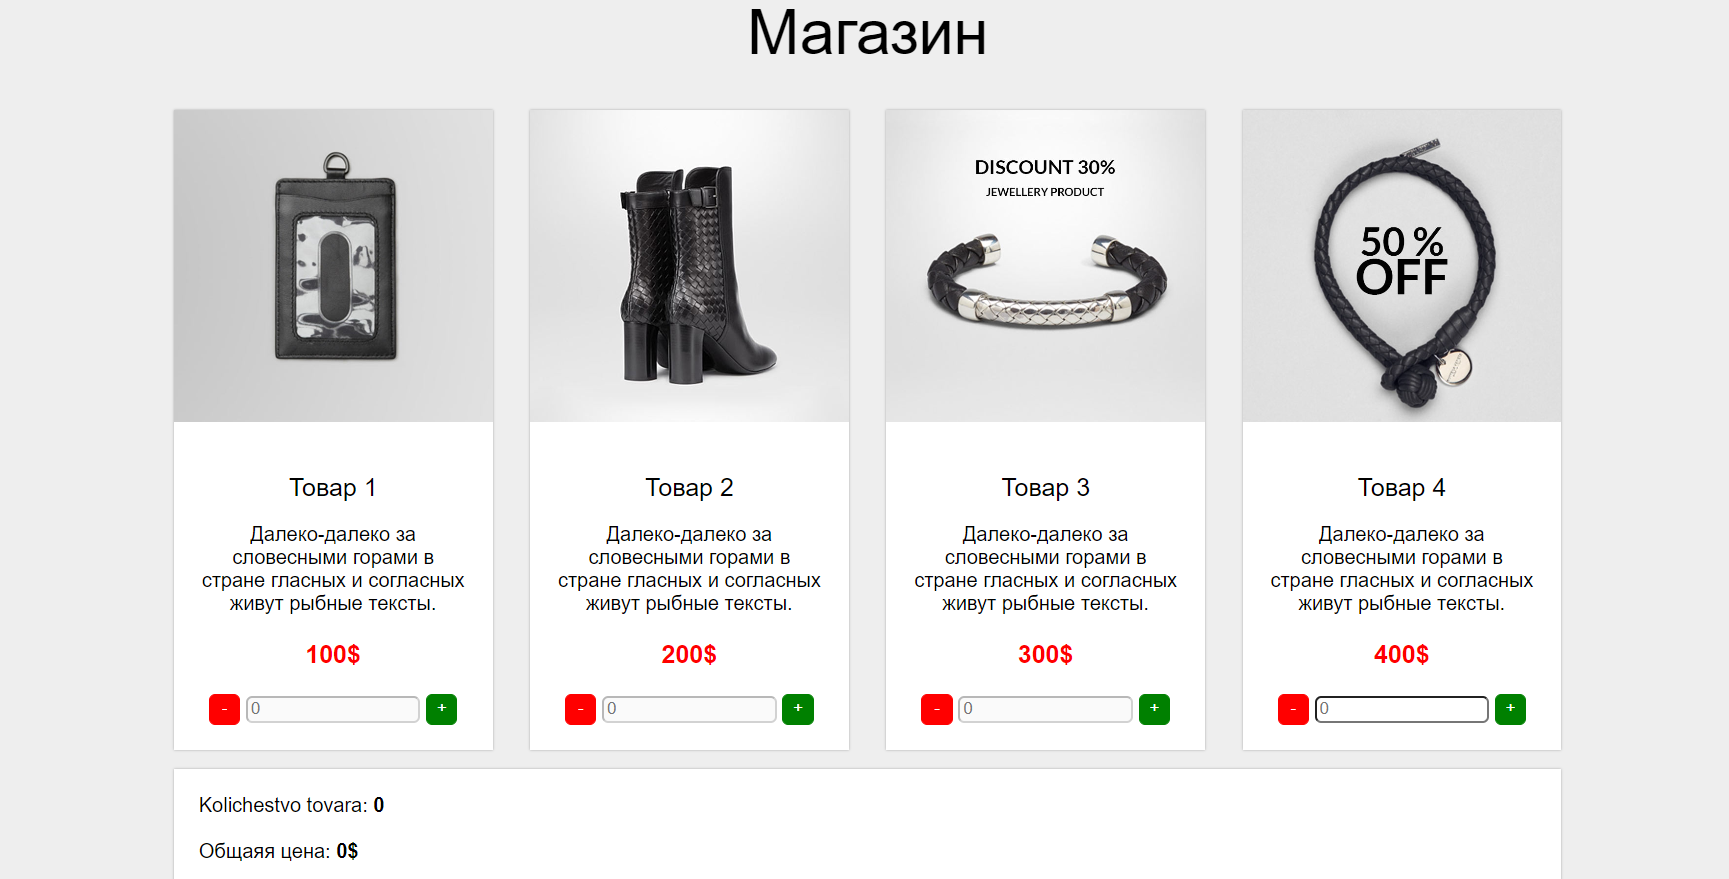 Магазин
DISCOUNT 30%
JEWELLERY PRODUCT
50 %
OFF
Товар 1
Далеко-далеко за
словесными горами в
стране гласных и согласных
живут рыбные тексты.
100$
- 0 +
Товар 2
Далеко-далеко за
словесными горами в
стране гласных и согласных
живут рыбные тексты.
200$
- 0 +
Товар 3
Далеко-далеко за
словесными горами в
стране гласных и согласных
живут рыбные тексты.
300$
- 0 +
Товар 4
Далеко-далеко за
словесными горами в
стране гласных и согласных
живут рыбные тексты.
400$
- 0 +
Kolichestvo tovara: 0
Общаяя цена: 0$